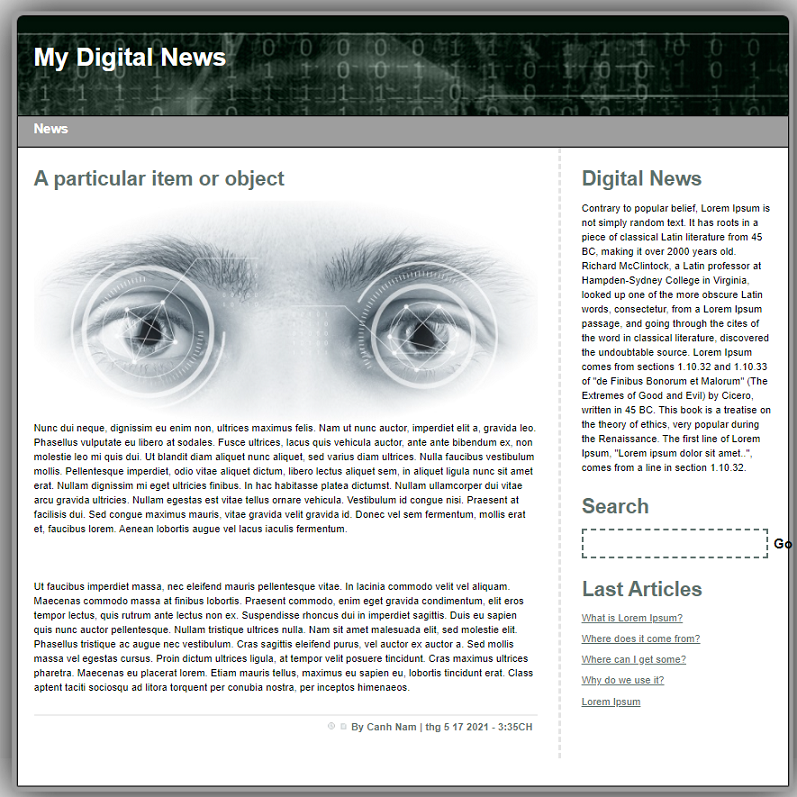 My Digital News
News
A particular item or object
Nunc dui neque, dignissim eu enim non, ultrices maximus felis. Nam ut nunc auctor, imperdiet elit a, gravida leo.
Phasellus vulputate eu libero at sodales. Fusce ultrices, lacus quis vehicula auctor, ante ante bibendum ex, non
molestie leo mi quis dui. Ut blandit diam aliquet nunc aliquet, sed varius diam ultrices. Nulla faucibus vestibulum
mollis. Pellentesque imperdiet, odio vitae aliquet dictum, libero lectus aliquet sem, in aliquet ligula nunc sit amet
erat. Nullam dignissim mi eget ultricies finibus. In hac habitasse platea dictumst. Nullam ullamcorper dui vitae
arcu gravida ultricies. Nullam egestas est vitae tellus ornare vehicula. Vestibulum id congue nisi. Praesent at
facilisis dui. Sed congue maximus mauris, vitae gravida velit gravida id. Donec vel sem fermentum, mollis erat
et, faucibus lorem. Aenean lobortis augue vel lacus iaculis fermentum.
Ut faucibus imperdiet massa, nec eleifend mauris pellentesque vitae. In lacinia commodo velit vel aliquam.
Maecenas commodo massa at finibus lobortis. Praesent commodo, enim eget gravida condimentum, elit eros
tempor lectus, quis rutrum ante lectus non ex. Suspendisse rhoncus dui in imperdiet sagittis. Duis eu sapien
quis nunc auctor pellentesque. Nullam tristique ultrices nulla. Nam sit amet malesuada elit, sed molestie elit.
Phasellus tristique ac augue nec vestibulum. Cras sagittis eleifend purus, vel auctor ex auctor a. Sed mollis
massa vel egestas cursus. Proin dictum ultrices ligula, at tempor velit posuere tincidunt. Cras maximus ultrices
pharetra. Maecenas eu placerat lorem. Etiam mauris tellus, maximus eu sapien eu, lobortis tincidunt erat. Class
aptent taciti sociosqu ad litora torquent per conubia nostra, per inceptos himenaeos.
By Canh Nam | thg 5 17 2021 - 3:35CH
Digital News
Contrary to popular belief, Lorem Ipsum is
not simply random text. It has roots in a
piece of classical Latin literature from 45
BC, making it over 2000 years old.
Richard McClintock, a Latin professor at
Hampden-Sydney College in Virginia,
looked up one of the more obscure Latin
words, consectetur, from a Lorem Ipsum
passage, and going through the cites of
the word in classical literature, discovered
the undoubtable source. Lorem Ipsum
comes from sections 1.10.32 and 1.10.33
of "de Finibus Bonorum et Malorum" (The
Extremes of Good and Evil) by Cicero,
written in 45 BC. This book is a treatise on
the theory of ethics, very popular during
the Renaissance. The first line of Lorem
Ipsum, "Lorem ipsum dolor sit amet..",
comes from a line in section 1.10.32.
Search
Go
Last Articles
What is Lorem Ipsum?
Where does it come from?
Where can I get some?
Why do we use it?
Lorem Ipsum